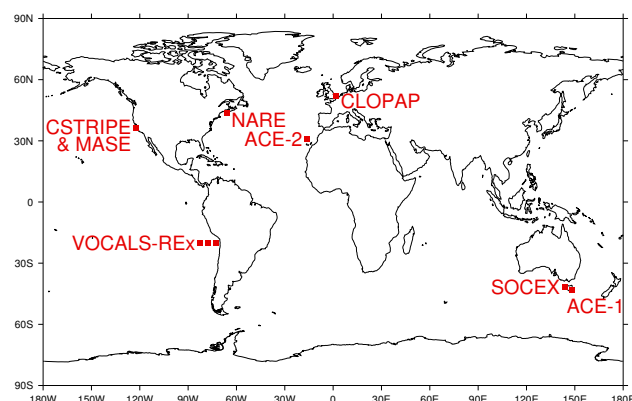 90N
60N
CLOPAP
CSTRIPE
& MASE
NARE
ACE-2
30N
0
VOCALS-REx
30S
SOCEX
ACE-1
60S
90S
180W 150W 120W 90W 60W 30W 0 30E 60E 90E 120E 150E 180E